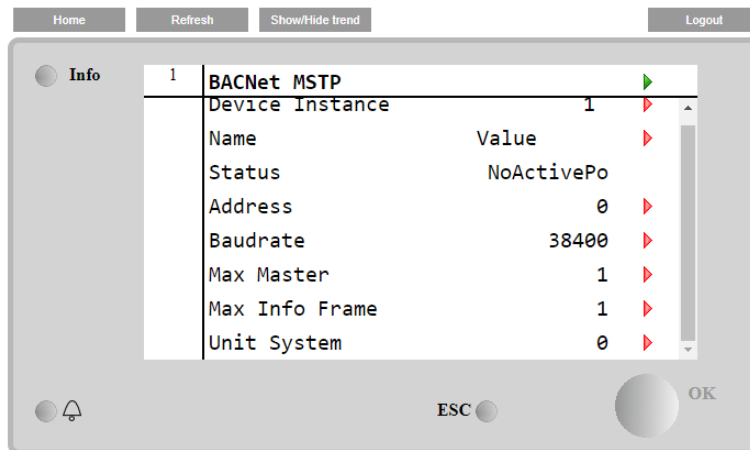 Home Refresh Show/Hide trend Logout
Info 1 BACNet MSTP
Device Instance 1
Name Value
Status NoActivePo
Address 0
Baudrate 38400
Max Master 1
Max Info Frame 1
Unit System 0
ESC OK